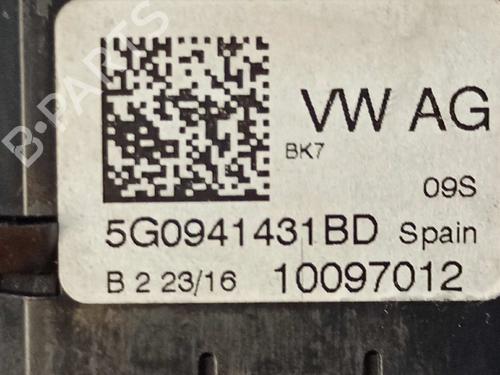 B-PARTS
VW AG
BK7
09S
5G0941431BD Spain
B 2 23/16 10097012